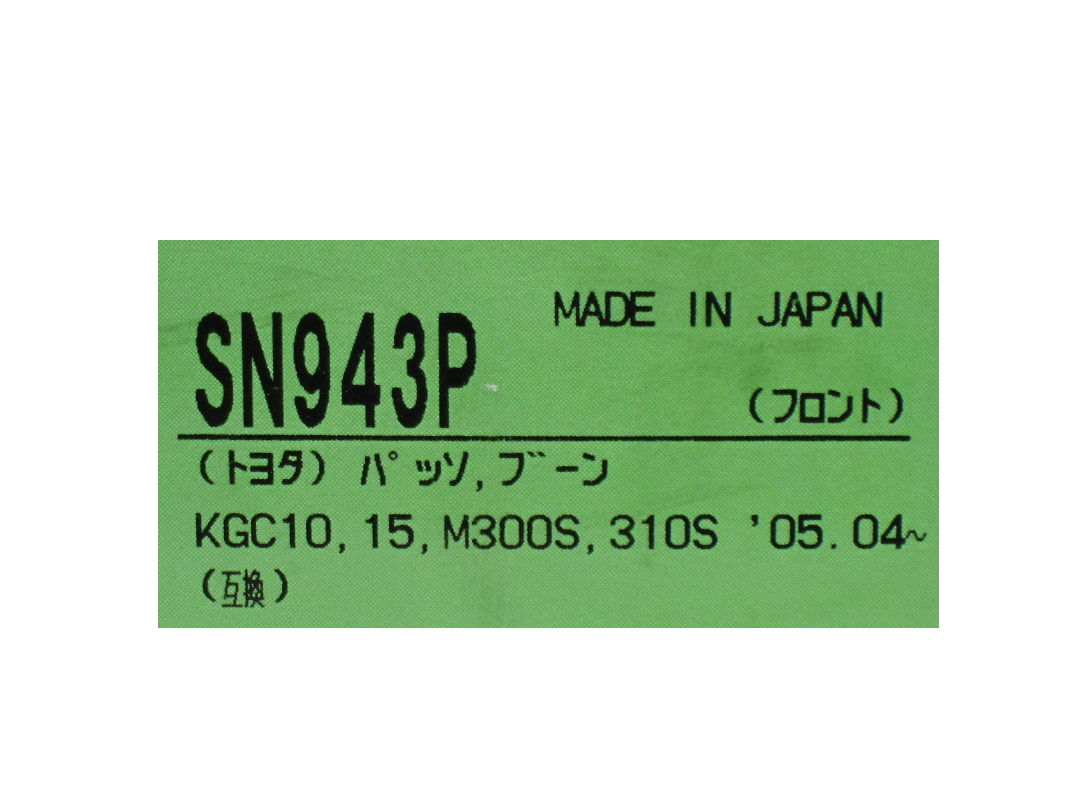 MADE IN JAPAN
SN943P
(フロント)
(トヨタ) パッソ,ブーン
KGC10,15,M300S,310S '05.04~
(互換)